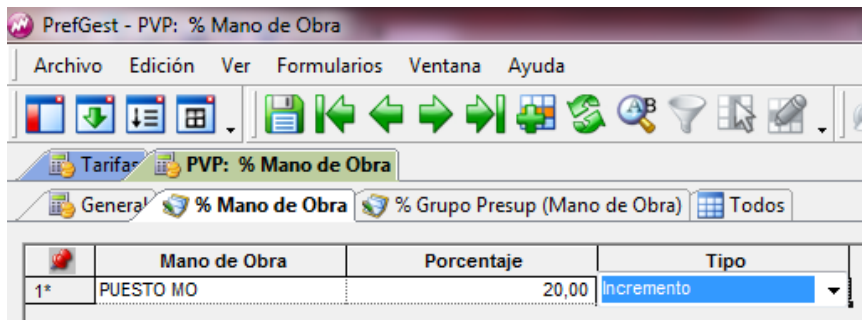 PrefGest - PVP: % Mano de Obra
Archivo Edición Ver Formularios Ventana Ayuda
AB
Tarifas PVP: % Mano de Obra
General % Mano de Obra % Grupo Presup (Mano de Obra) Todos
Mano de Obra Porcentaje Tipo
1* PUESTO MO 20,00 Incremento